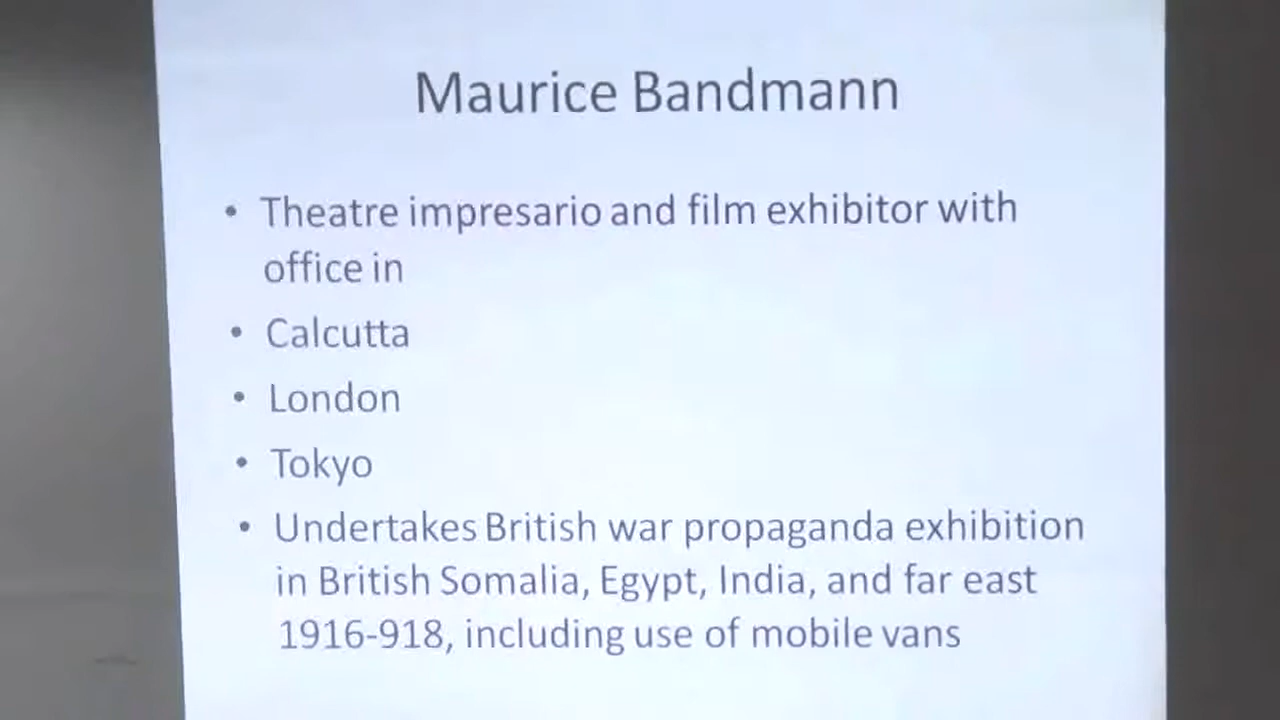 Maurice Bandmann
• Theatre impresario and film exhibitor with
office in
• Calcutta
• London
• Tokyo
• Undertakes British war propaganda exhibition
in British Somalia, Egypt, India, and far east
1916-918, including use of mobile vans